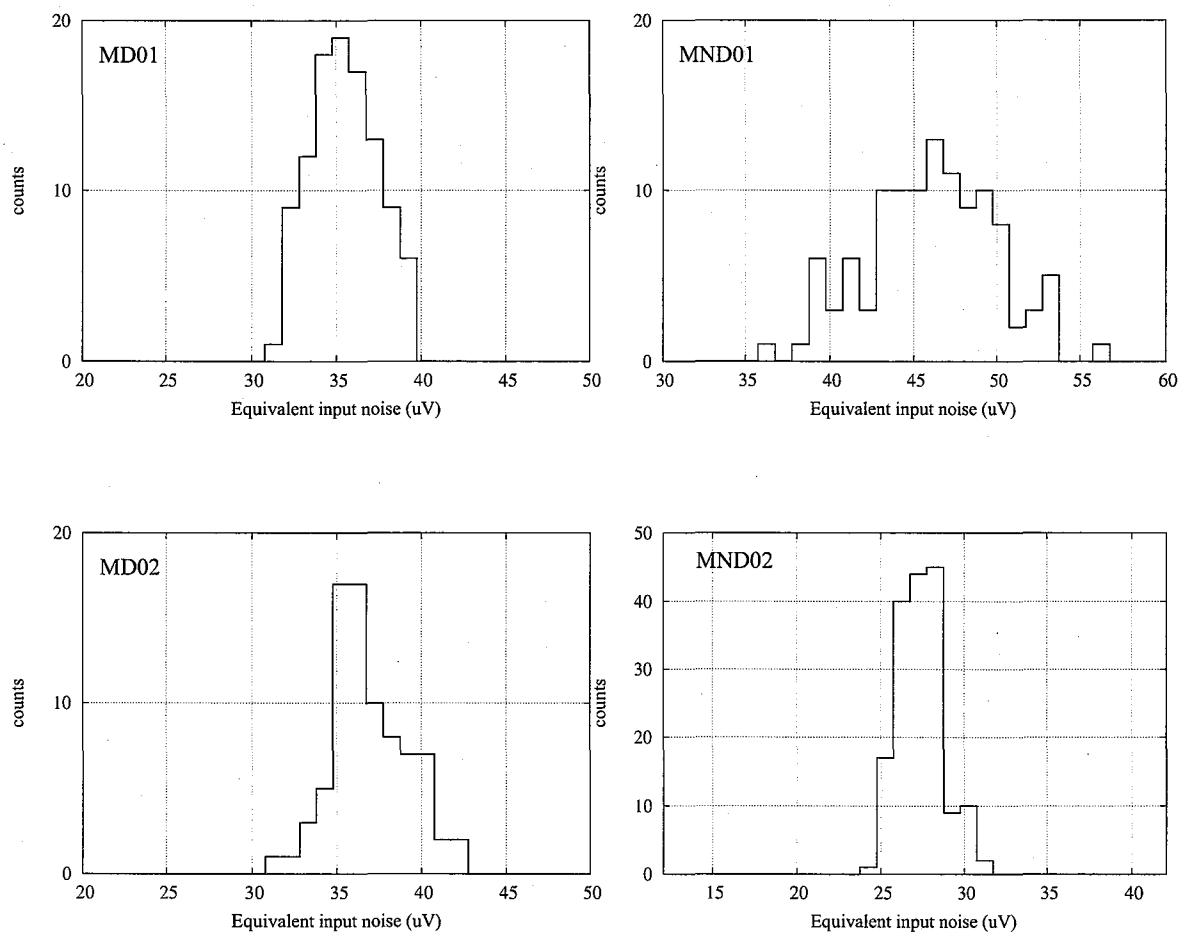 20
MD01
counts
10
0
20 25 30 35 40 45 50
Equivalent input noise (uV)
20
MND01
counts
10
0
30 35 40 45 50 55 60
Equivalent input noise (uV)
20
MD02
counts
10
0
20 25 30 35 40 45 50
Equivalent input noise (uV)
50
MND02
40
30
counts
20
10
0
15 20 25 30 35 40
Equivalent input noise (uV)